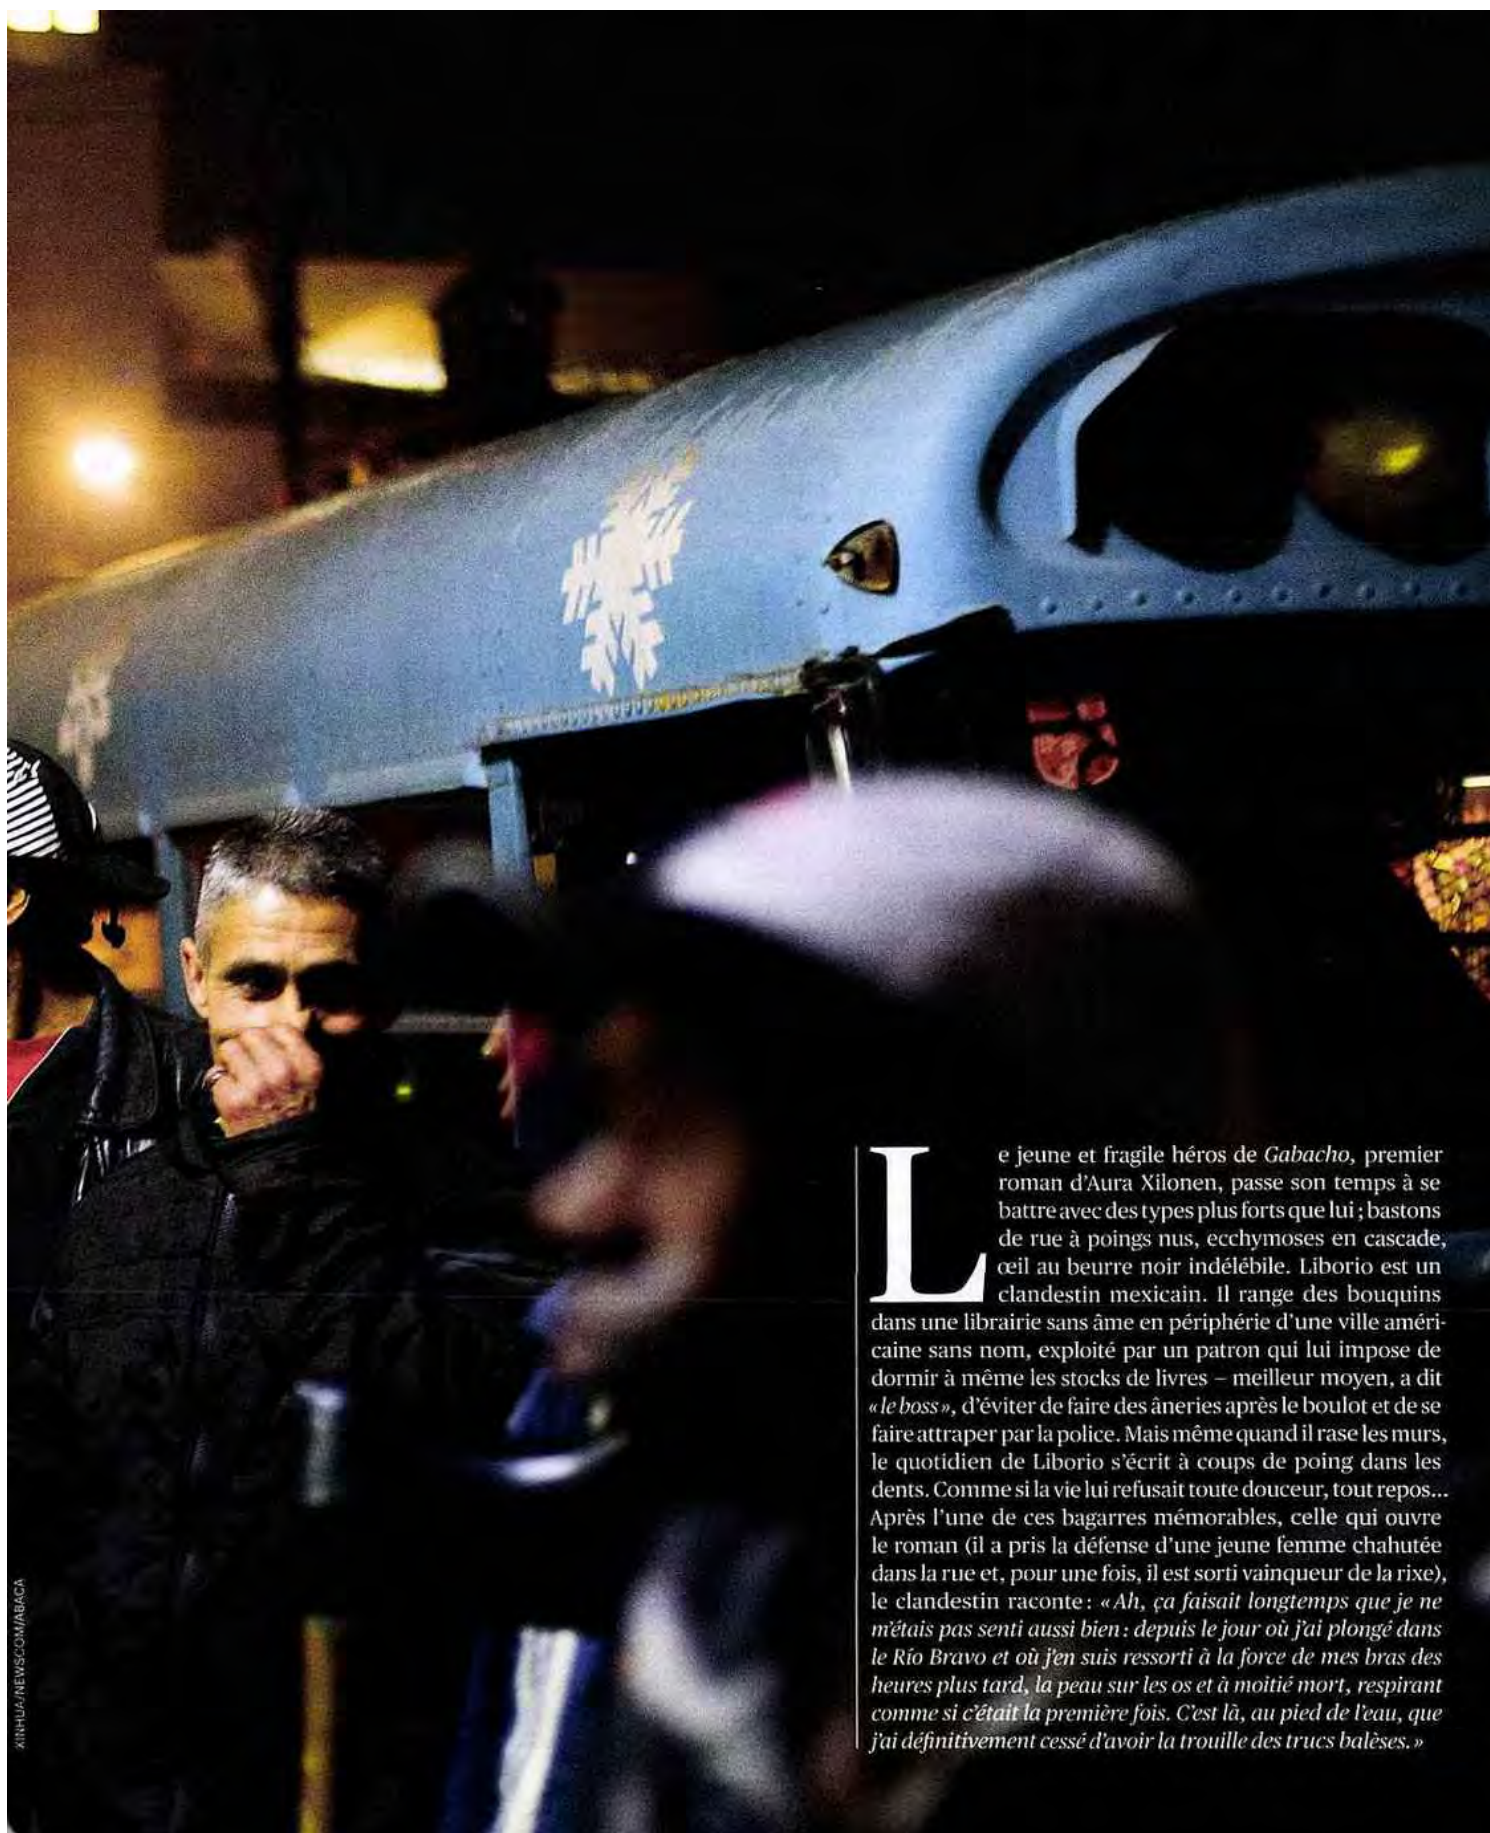 Le jeune et fragile héros de Gabacho, premier
roman d'Aura Xilonen, passe son temps à se
battre avec des types plus forts que lui ; bastons
de rue à poings nus, ecchymoses en cascade,
œil au beurre noir indélébile. Liborio est un
clandestin mexicain. Il range des bouquins
dans une librairie sans âme en périphérie d'une ville améri-
caine sans nom, exploité par un patron qui lui impose de
dormir à même les stocks de livres – meilleur moyen, a dit
« le boss », d'éviter de faire des âneries après le boulot et de se
faire attraper par la police. Mais même quand il rase les murs,
le quotidien de Liborio s'écrit à coups de poing dans les
dents. Comme si la vie lui refusait toute douceur, tout repos...
Après l'une de ces bagarres mémorables, celle qui ouvre
le roman (il a pris la défense d'une jeune femme chahutée
dans la rue et, pour une fois, il est sorti vainqueur de la rixe),
le clandestin raconte : « Ah, ça faisait longtemps que je ne
m'étais pas senti aussi bien : depuis le jour où j'ai plongé dans
le Río Bravo et où j'en suis ressorti à la force de mes bras des
heures plus tard, la peau sur les os et à moitié mort, respirant
comme si c'était la première fois. C'est là, au pied de l'eau, que
j'ai définitivement cessé d'avoir la trouille des trucs balèses. »
XINHUA/NEWSCOM/ABACA